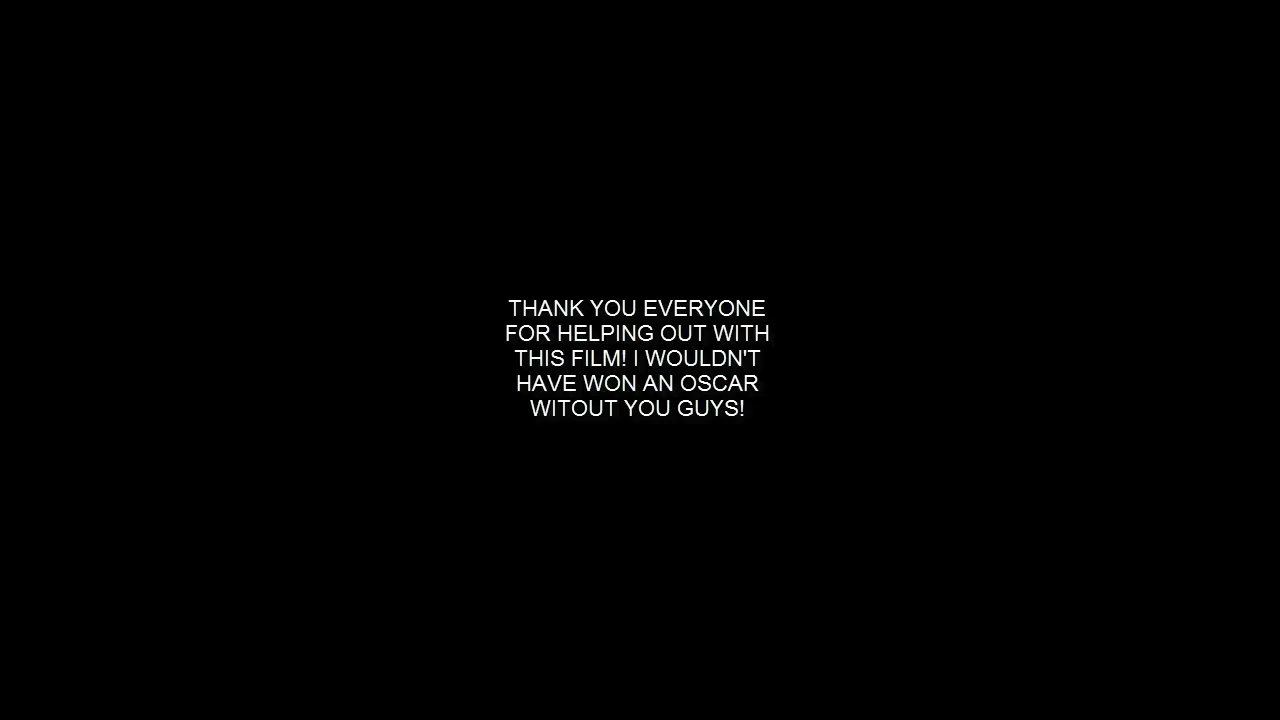 THANK YOU EVERYONE
FOR HELPING OUT WITH
THIS FILM! I WOULDN'T
HAVE WON AN OSCAR
WITOUT YOU GUYS!